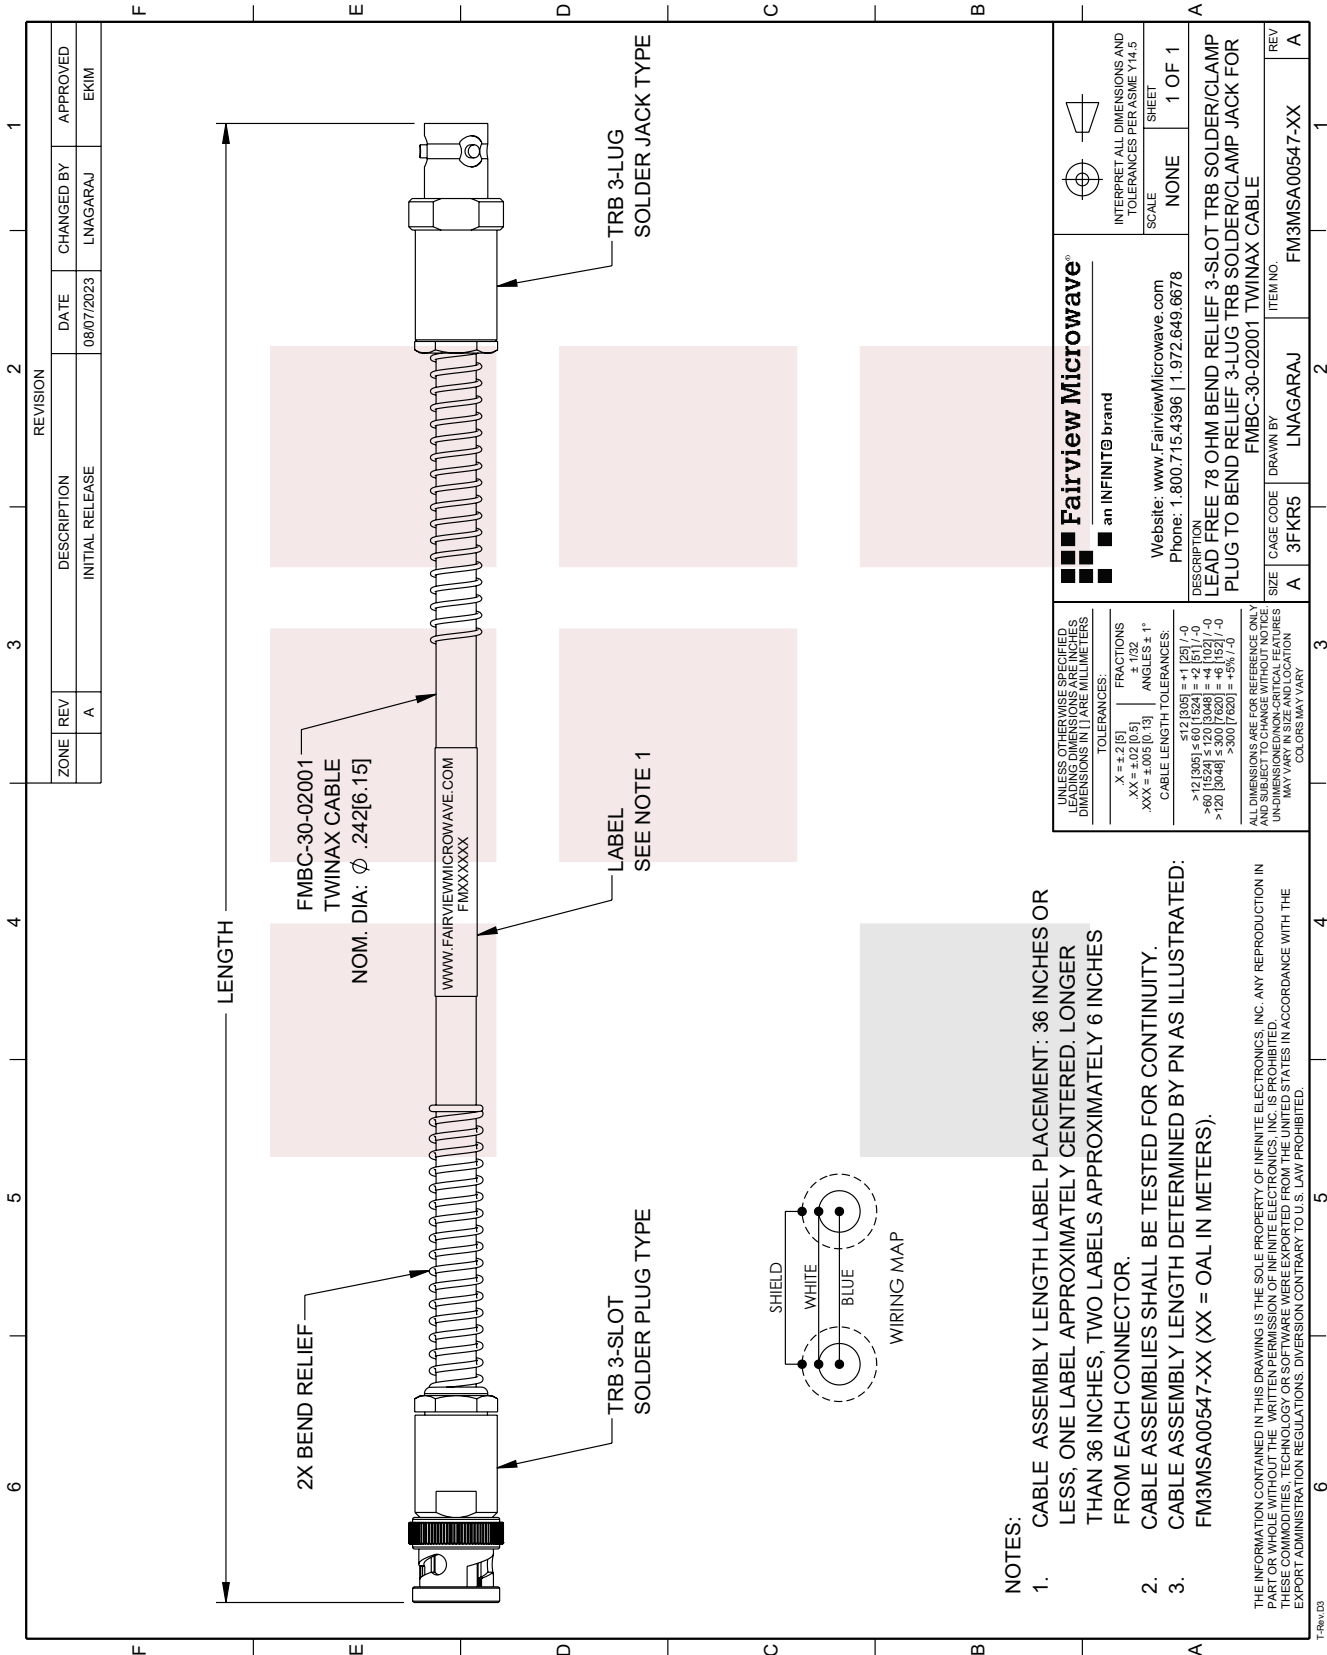 6
5
4
3
2
1
F
E
D
C
B
A
REVISION
ZONE REV DESCRIPTION DATE CHANGED BY APPROVED
A INITIAL RELEASE 08/07/2023 LNAGARAJ EKIM
LENGTH
2X BEND RELIEF
FMBC-30-02001
TWINAX CABLE
NOM. DIA: ∅ .242[6.15]
WWW.FAIRVIEWMICROWAVE.COM
FMXXXXXX
TRB 3-SLOT
SOLDER PLUG TYPE
LABEL
SEE NOTE 1
TRB 3-LUG
SOLDER JACK TYPE
SHIELD
WHITE
BLUE
WIRING MAP
NOTES:
1. CABLE ASSEMBLY LENGTH LABEL PLACEMENT: 36 INCHES OR
LESS, ONE LABEL APPROXIMATELY CENTERED. LONGER
THAN 36 INCHES, TWO LABELS APPROXIMATELY 6 INCHES
FROM EACH CONNECTOR.
2. CABLE ASSEMBLIES SHALL BE TESTED FOR CONTINUITY.
3. CABLE ASSEMBLY LENGTH DETERMINED BY PN AS ILLUSTRATED:
FM3MSA00547-XX (XX = OAL IN METERS).
THE INFORMATION CONTAINED IN THIS DRAWING IS THE SOLE PROPERTY OF INFINITE ELECTRONICS, INC. ANY REPRODUCTION IN
PART OR WHOLE WITHOUT THE WRITTEN PERMISSION OF INFINITE ELECTRONICS, INC. IS PROHIBITED.
THESE COMMODITIES, TECHNOLOGY OR SOFTWARE WERE EXPORTED FROM THE UNITED STATES IN ACCORDANCE WITH THE
EXPORT ADMINISTRATION REGULATIONS. DIVERSION CONTRARY TO U.S. LAW PROHIBITED.
UNLESS OTHERWISE SPECIFIED
LEADING DIMENSIONS ARE INCHES
DIMENSIONS IN [ ] ARE MILLIMETERS
TOLERANCES:
.X = ±.2 [5] FRACTIONS
.XX = ±.02 [0.5] ± 1/32
.XXX = ±.005 [0.13] ANGLES ± 1°
CABLE LENGTH TOLERANCES:
≤12 [305] = +1 [25] / -0
>12 [305] ≤ 60 [1524] = +2 [51] / -0
>60 [1524] ≤ 120 [3048] = +4 [102] / -0
>120 [3048] ≤ 300 [7620] = +6 [152] / -0
>300 [7620] = +5% / -0
ALL DIMENSIONS ARE FOR REFERENCE ONLY
AND SUBJECT TO CHANGE WITHOUT NOTICE.
UN-DIMENSIONED/NON-CRITICAL FEATURES
MAY VARY IN SIZE AND LOCATION
COLORS MAY VARY
Fairview Microwave®
an INFINIT@ brand
Website: www.FairviewMicrowave.com
Phone: 1.800.715.4396 | 1.972.649.6678
INTERPRET ALL DIMENSIONS AND
TOLERANCES PER ASME Y14.5
SCALE SHEET
NONE 1 OF 1
DESCRIPTION
LEAD FREE 78 OHM BEND RELIEF 3-SLOT TRB SOLDER/CLAMP
PLUG TO BEND RELIEF 3-LUG TRB SOLDER/CLAMP JACK FOR
FMBC-30-02001 TWINAX CABLE
SIZE CAGE CODE DRAWN BY ITEM NO. REV
A 3FKR5 LNAGARAJ FM3MSA00547-XX A
F
E
D
C
B
A
T-Rev.D3
6
5
4
3
2
1